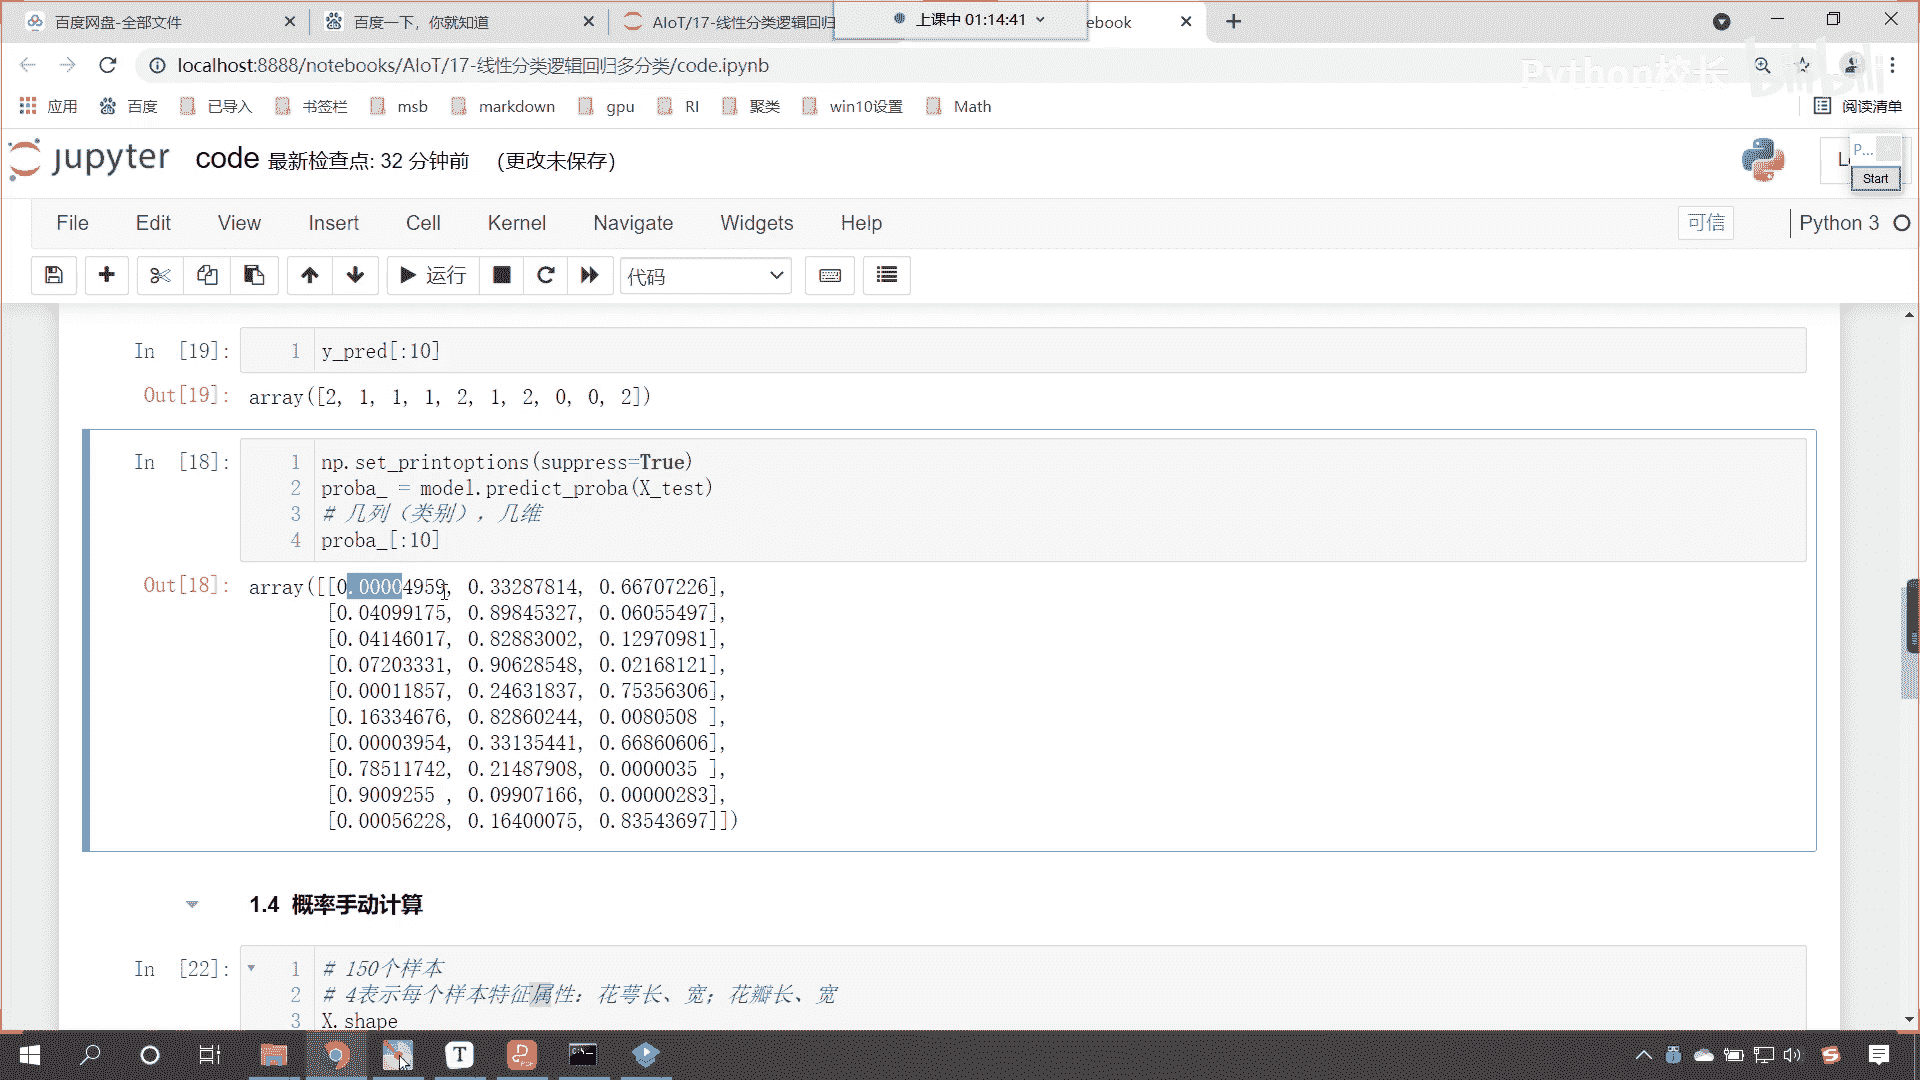 百度网盘-全部文件
百度一下，你就知道
AIoT/17-线性分类逻辑回归
上课中 01:14:41
ebook
localhost:8888/notebooks/AIoT/17-线性分类逻辑回归多分类/code.ipynb
Python校长
bilibili
应用 百度 已导入 书签栏 msb markdown gpu RI 聚类 win10设置 Math 阅读清单
jupyter code 最新检查点: 32 分钟前 (更改未保存)
P...
Start
File Edit View Insert Cell Kernel Navigate Widgets Help 可信 Python 3
运行 代码
In [19]: 1 y_pred[:10]
Out[19]: array([2, 1, 1, 1, 2, 1, 2, 0, 0, 2])
In [18]: 1 np.set_printoptions(suppress=True)
2 proba_ = model.predict_proba(X_test)
3 # 几列（类别），几维
4 proba_[:10]
Out[18]: array([[0.00004959, 0.33287814, 0.66707226],
[0.04099175, 0.89845327, 0.06055497],
[0.04146017, 0.82883002, 0.12970981],
[0.07203331, 0.90628548, 0.02168121],
[0.00011857, 0.24631837, 0.75356306],
[0.16334676, 0.82860244, 0.0080508 ],
[0.00003954, 0.33135441, 0.66860606],
[0.78511742, 0.21487908, 0.0000035 ],
[0.9009255 , 0.09907166, 0.00000283],
[0.00056228, 0.16400075, 0.83543697]])
1.4 概率手动计算
In [22]: 1 # 150个样本
2 # 4表示每个样本特征属性：花萼长、宽；花瓣长、宽
3 X.shape